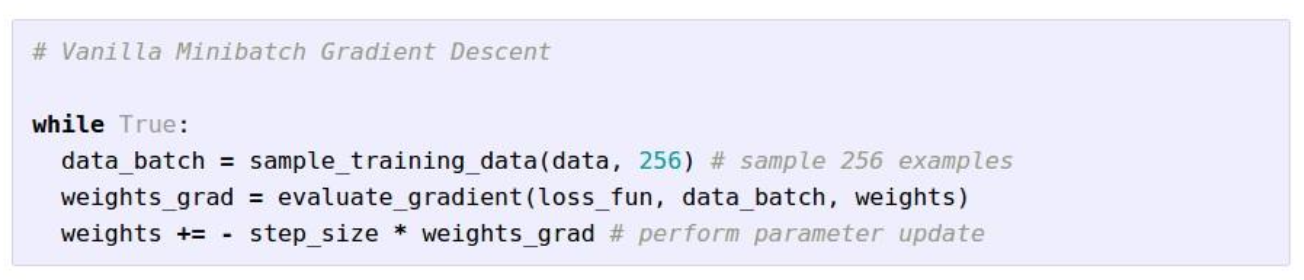 # Vanilla Minibatch Gradient Descent
while True:
data_batch = sample_training_data(data, 256) # sample 256 examples
weights_grad = evaluate_gradient(loss_fun, data_batch, weights)
weights += - step_size * weights_grad # perform parameter update